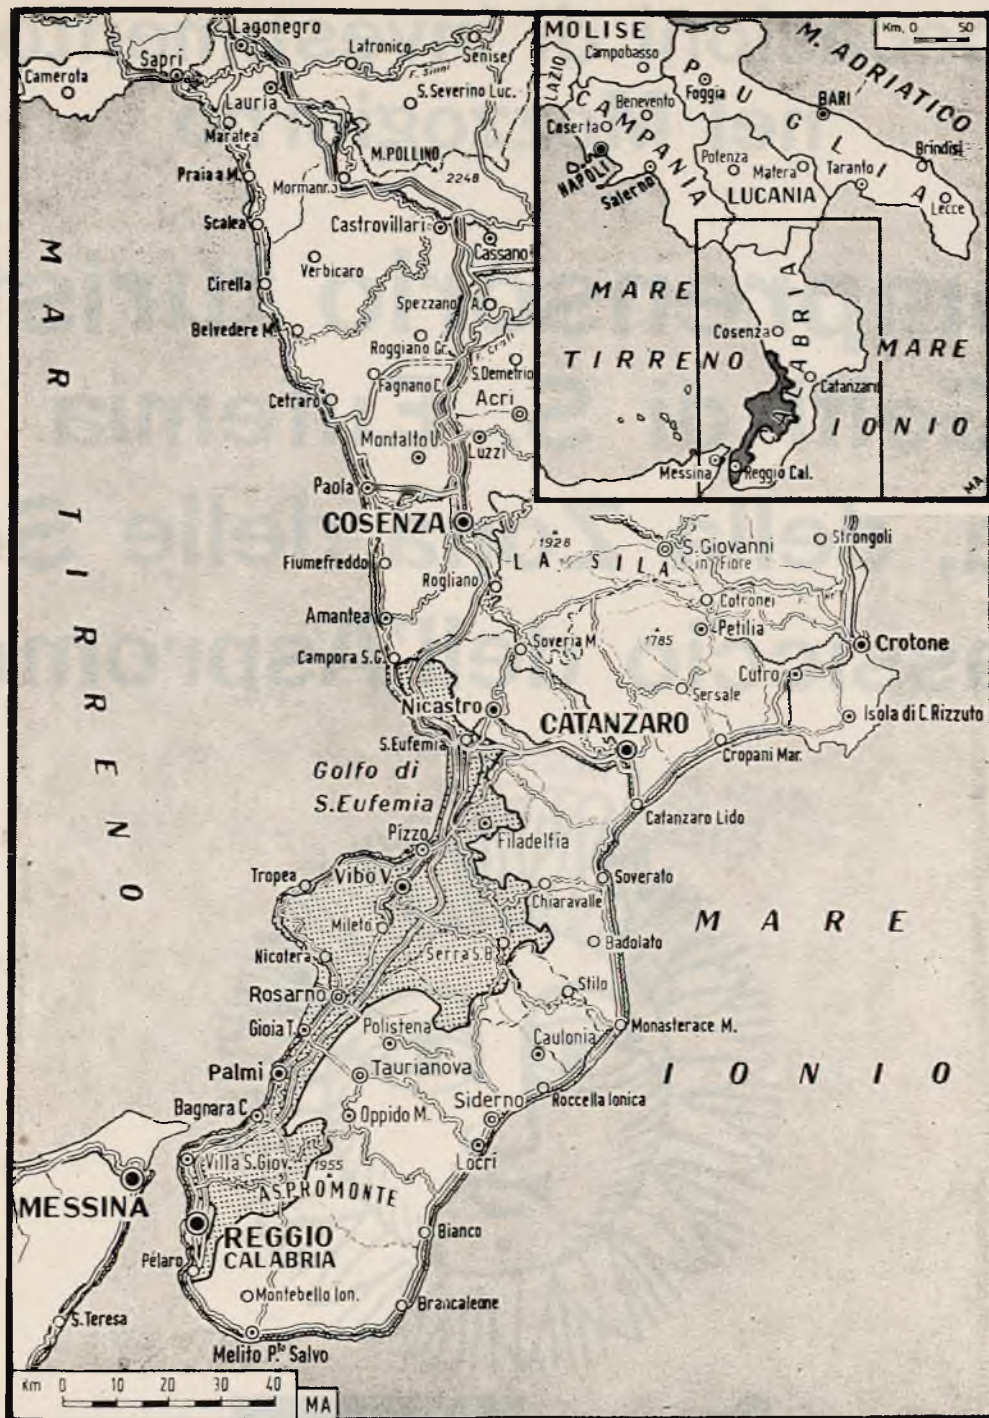 Lagonegro
Sapri
Latronico
Senise
F. Sinni
Camerota
Lauria
S. Severino Luc.
Maratea
M. POLLINO
2248
Praia a M.
Mormanno
Scalea
Castrovillari
Cassano
Verbicaro
Cirella
Spezzano A.
Belvedere M.
Roggiano Gr.
F. Crati
S. Demetrio
Fagnano C.
Cetraro
Acri
Montalto U.
Luzzi
Paola
COSENZA
1928
S. Giovanni
in Fiore
Strongoli
LA SILA
Fiumefreddo
Rogliano
Cotronei
Amantea
Petilia
Crotone
Soveria M.
1785
Campora S.G.
Cutro
Sersale
Nicastro
Isola di C. Rizzuto
CATANZARO
S. Eufemia
Cropani Mar.
Golfo di
S. Eufemia
Catanzaro Lido
Pizzo
Filadelfia
Tropea
Vibo V.
Soverato
Chiaravalle
MAR TIRRENO
Mileto
MARE
Nicotera
Serra S.B.
Badolato
Rosarno
Stilo
Gioia T.
Polistena
Monasterace M.
Caulonia
Palmi
Taurianova
IONIO
Roccella Ionica
Bagnara C.
Oppido M.
Siderno
Villa S. Giov.
1955
Locri
MESSINA
ASPROMONTE
REGGIO
CALABRIA
Bianco
Pélaro
Montebello Ion.
Brancaleone
S. Teresa
Melito P.to Salvo
Km 0 10 20 30 40
MA
MOLISE
Km. 0 50
Campobasso
M. ADRIATICO
LAZIO
PUGLIA
Foggia
CAMPANIA
Benevento
BARI
Caserta
NAPOLI
Potenza
Matera
Brindisi
Salerno
Taranto
LUCANIA
Lecce
MARE
TIRRENO
CALABRIA
Cosenza
MARE
IONIO
Catanzaro
Messina
Reggio Cal.
MA